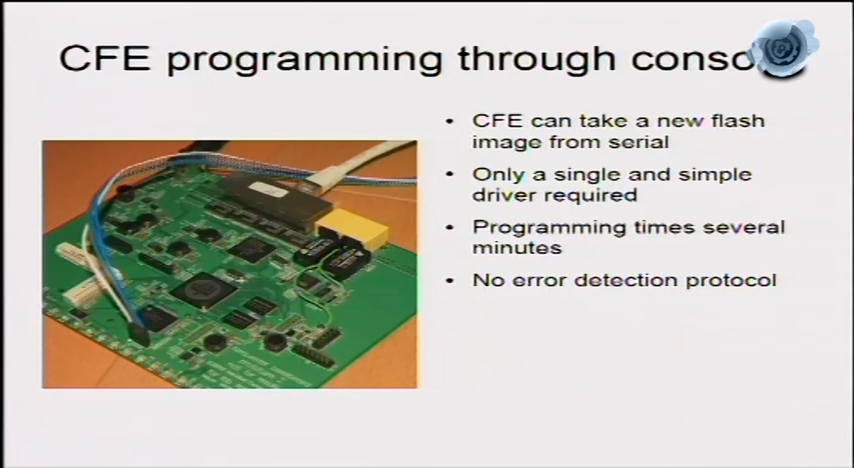 CFE programming through conso
• CFE can take a new flash
image from serial
• Only a single and simple
driver required
• Programming times several
minutes
• No error detection protocol